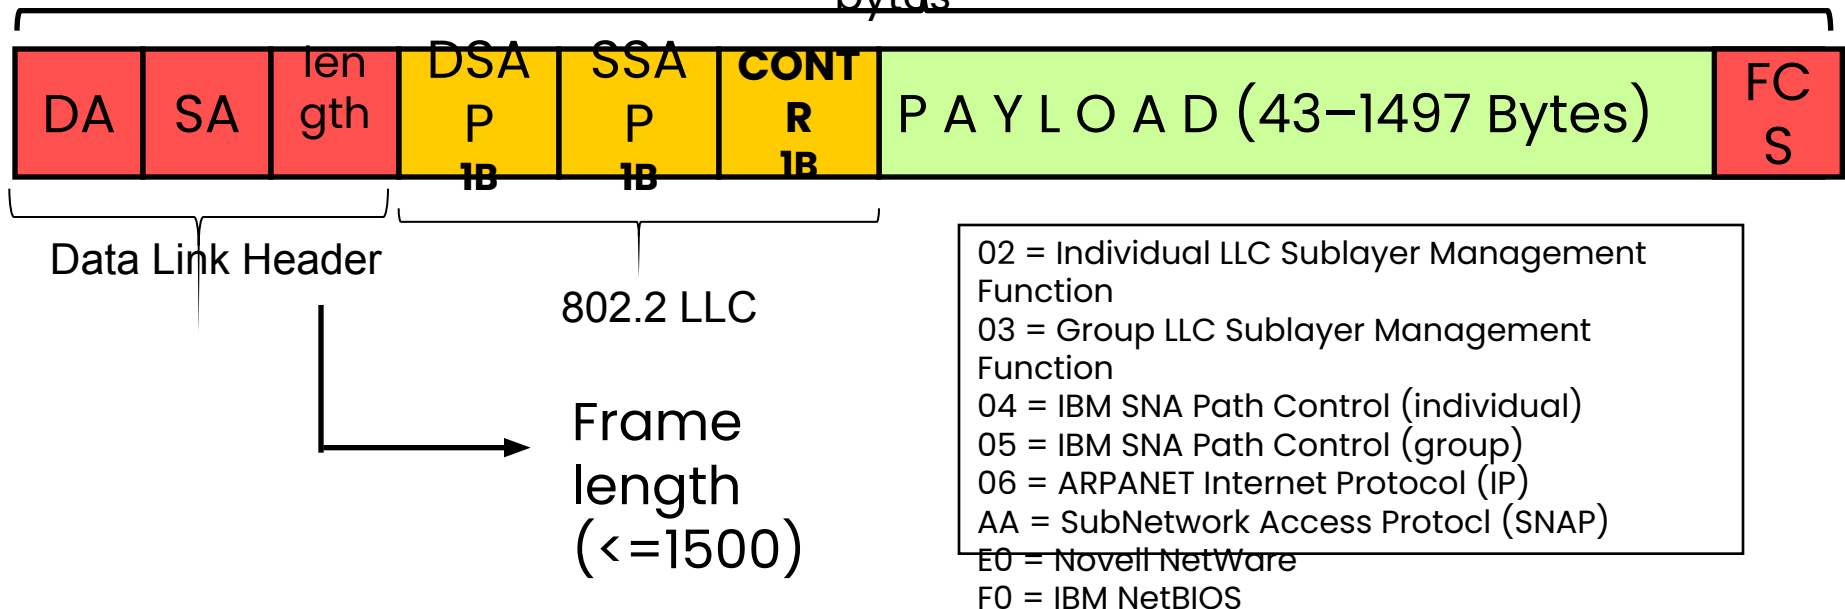 bytes
DA
SA
len
gth
DSA
P
1B
SSA
P
1B
CONT
R
1B
P A Y L O A D (43–1497 Bytes)
FC
S
Data Link Header
802.2 LLC
Frame
length
(<=1500)
02 = Individual LLC Sublayer Management
Function
03 = Group LLC Sublayer Management
Function
04 = IBM SNA Path Control (individual)
05 = IBM SNA Path Control (group)
06 = ARPANET Internet Protocol (IP)
AA = SubNetwork Access Protocl (SNAP)
E0 = Novell NetWare
F0 = IBM NetBIOS